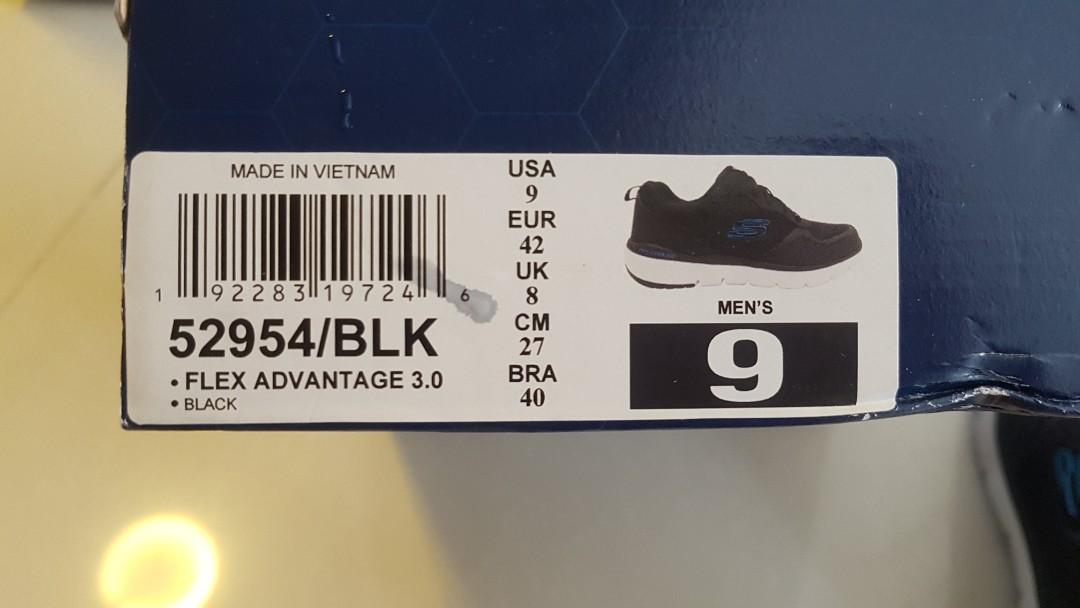 MADE IN VIETNAM
1 92283 19724 6
52954/BLK
• FLEX ADVANTAGE 3.0
• BLACK
USA
9
EUR
42
UK
8
CM
27
BRA
40
MEN'S
9